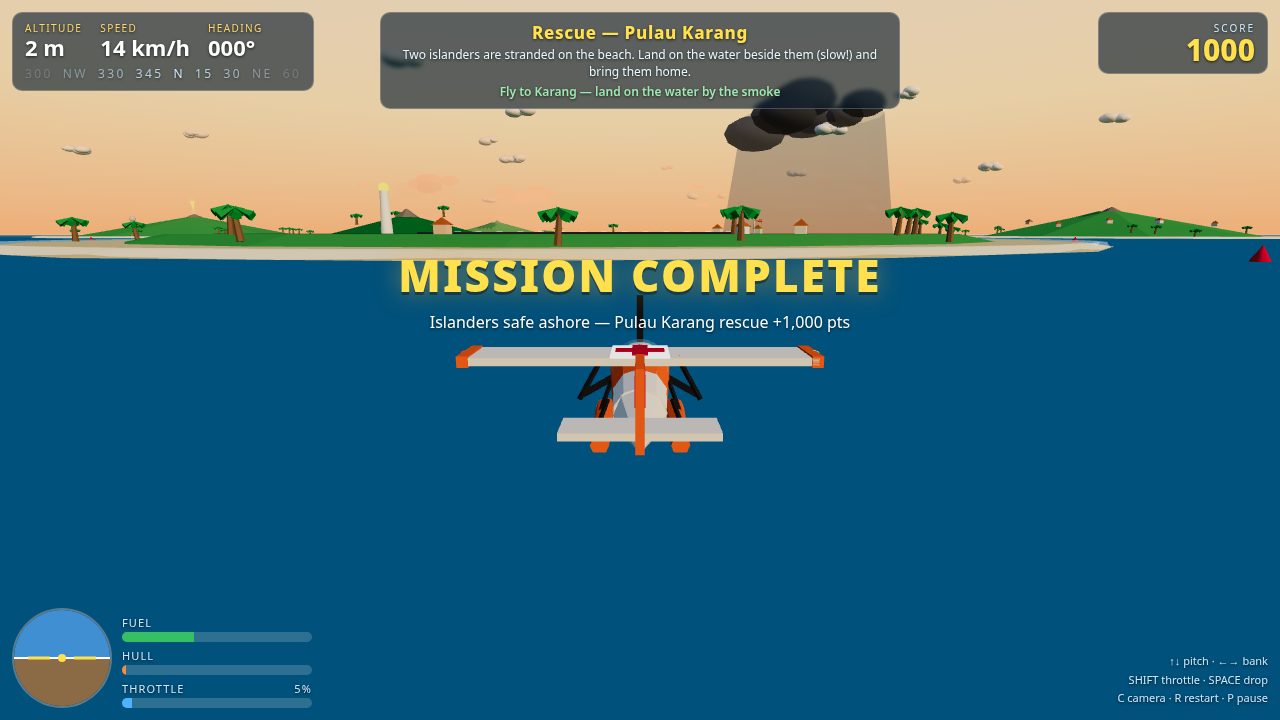 ALTITUDE SPEED HEADING
2 m 14 km/h 000°
300 NW 330 345 N 15 30 NE 60
Rescue — Pulau Karang
Two islanders are stranded on the beach. Land on the water beside them (slow!) and
bring them home.
Fly to Karang — land on the water by the smoke
SCORE
1000
MISSION COMPLETE
Islanders safe ashore — Pulau Karang rescue +1,000 pts
FUEL
HULL
THROTTLE 5%
↑↓ pitch · ←→ bank
SHIFT throttle · SPACE drop
C camera · R restart · P pause